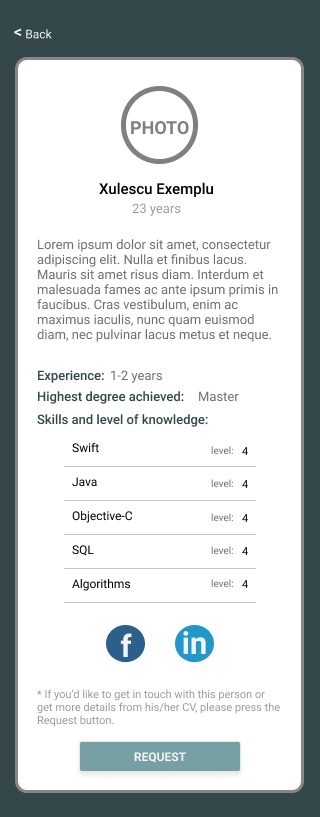 < Back
PHOTO
Xulescu Exemplu
23 years
Lorem ipsum dolor sit amet, consectetur
adipiscing elit. Nulla et finibus lacus.
Mauris sit amet risus diam. Interdum et
malesuada fames ac ante ipsum primis in
faucibus. Cras vestibulum, enim ac
maximus iaculis, nunc quam euismod
diam, nec pulvinar lacus metus et neque.
Experience: 1-2 years
Highest degree achieved: Master
Skills and level of knowledge:
Swift level: 4
Java level: 4
Objective-C level: 4
SQL level: 4
Algorithms level: 4
f in
* If you'd like to get in touch with this person or
get more details from his/her CV, please press the
Request button.
REQUEST